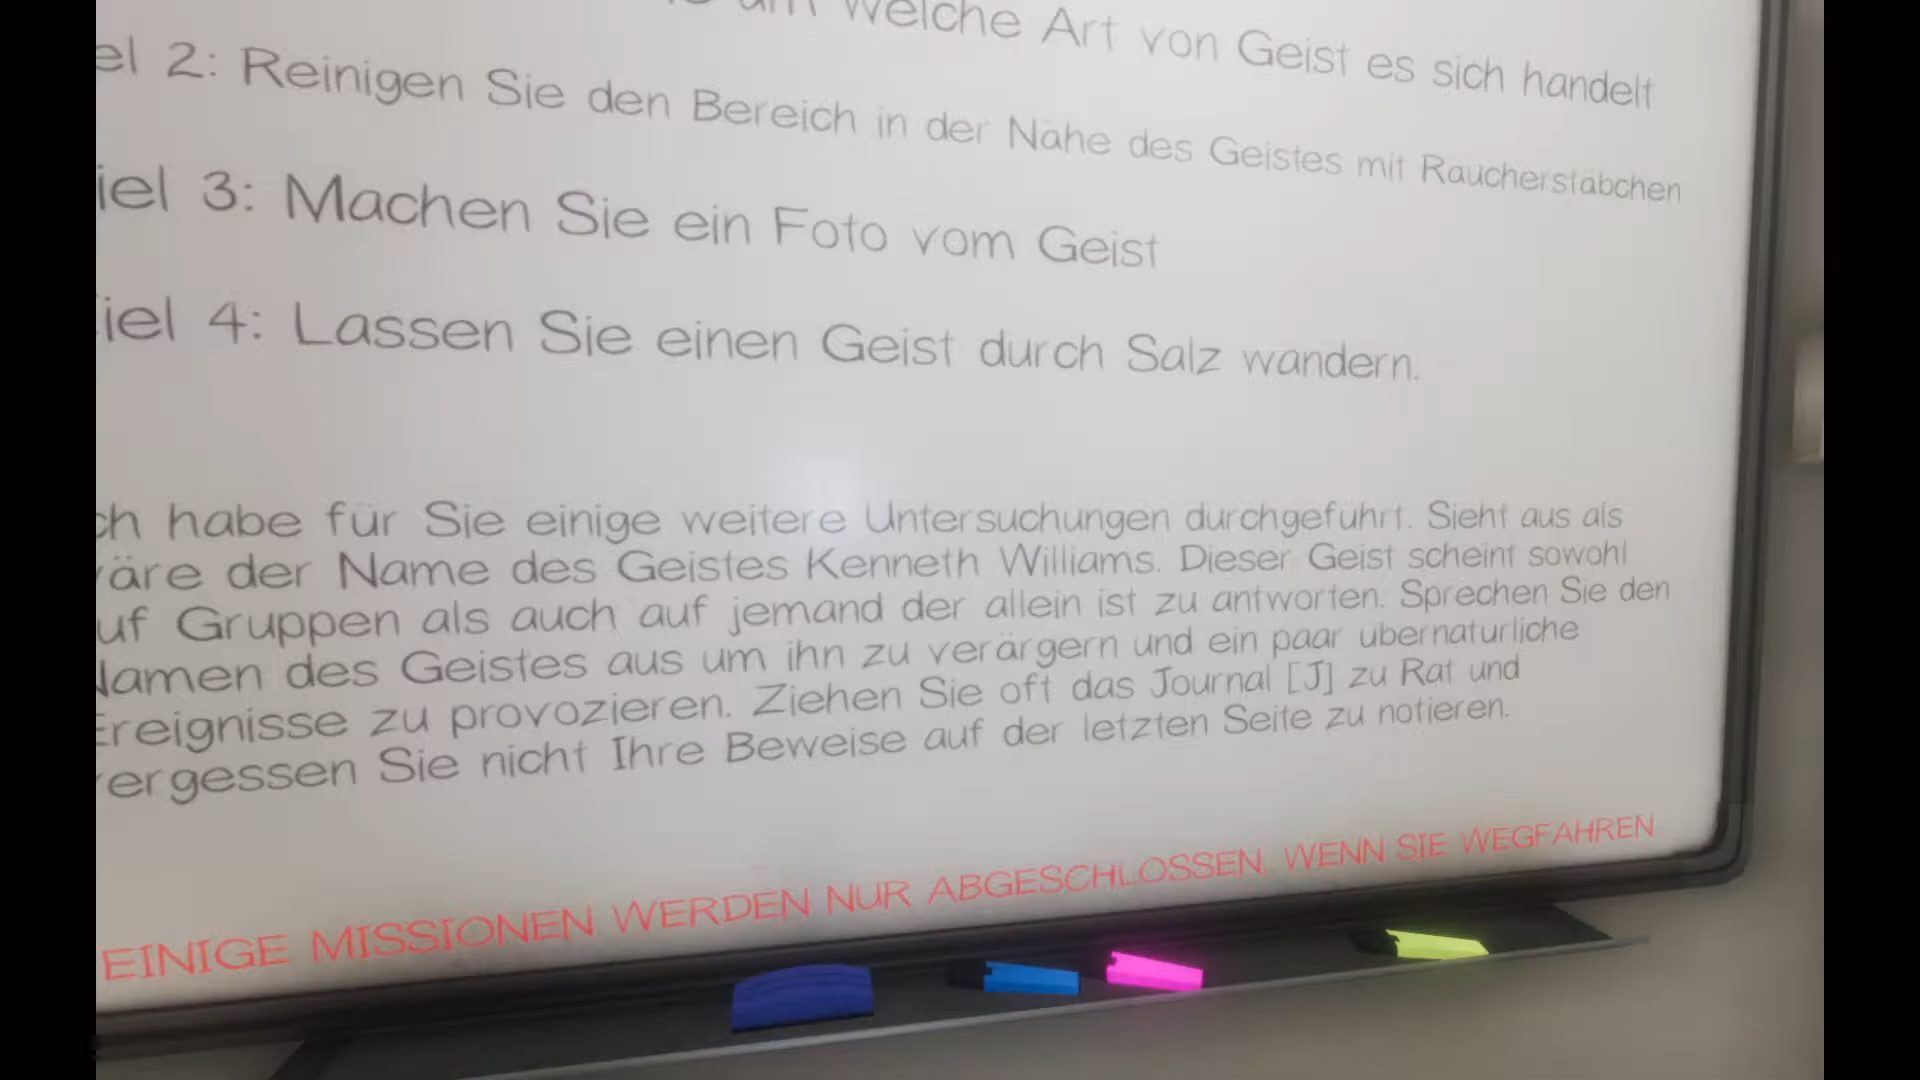 um welche Art von Geist es sich handelt
el 2: Reinigen Sie den Bereich in der Nähe des Geistes mit Räucherstäbchen
iel 3: Machen Sie ein Foto vom Geist
iel 4: Lassen Sie einen Geist durch Salz wandern.
ch habe für Sie einige weitere Untersuchungen durchgeführt. Sieht aus als
äre der Name des Geistes Kenneth Williams. Dieser Geist scheint sowohl
uf Gruppen als auch auf jemand der allein ist zu antworten. Sprechen Sie den
Namen des Geistes aus um ihn zu verärgern und ein paar übernatürliche
Ereignisse zu provozieren. Ziehen Sie oft das Journal [J] zu Rat und
ergessen Sie nicht Ihre Beweise auf der letzten Seite zu notieren.
EINIGE MISSIONEN WERDEN NUR ABGESCHLOSSEN, WENN SIE WEGFAHREN